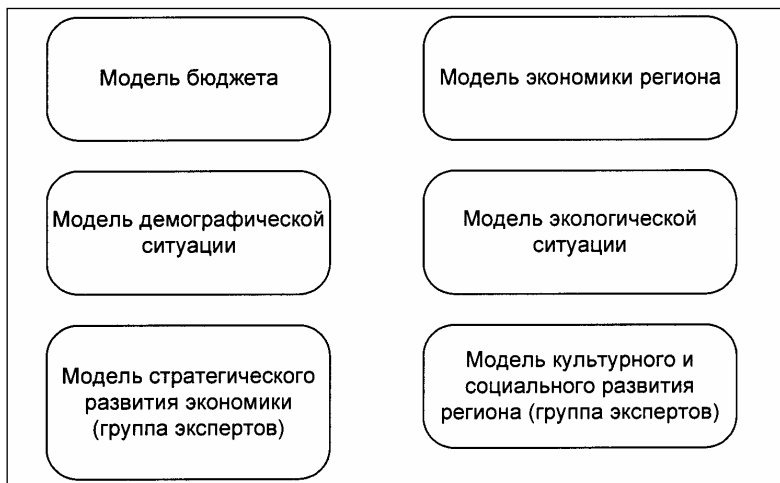 Модель бюджета
Модель экономики региона
Модель демографической
ситуации
Модель экологической
ситуации
Модель стратегического
развития экономики
(группа экспертов)
Модель культурного и
социального развития
региона (группа экспертов)